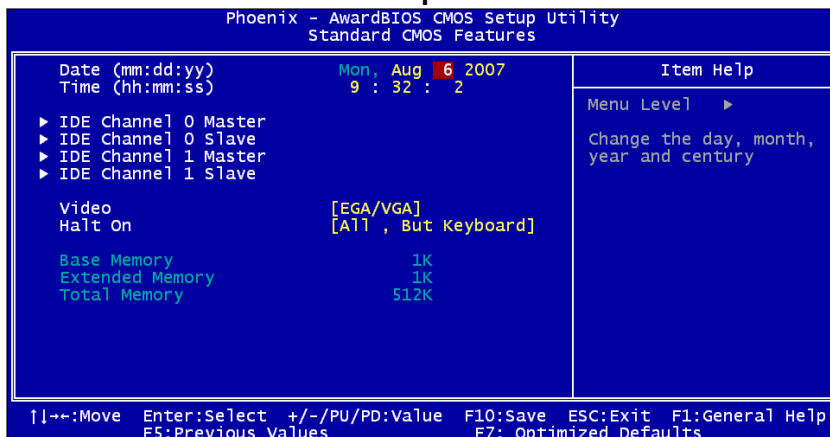 Phoenix - AwardBIOS CMOS Setup Utility
Standard CMOS Features
Date (mm:dd:yy) Mon, Aug 6 2007
Time (hh:mm:ss) 9 : 32 : 2
Item Help
Menu Level ▶
Change the day, month,
year and century
▶ IDE Channel 0 Master
▶ IDE Channel 0 Slave
▶ IDE Channel 1 Master
▶ IDE Channel 1 Slave
Video [EGA/VGA]
Halt On [All , But Keyboard]
Base Memory 1K
Extended Memory 1K
Total Memory 512K
↑↓→←:Move Enter:Select +/-/PU/PD:Value F10:Save ESC:Exit F1:General Help
F5:Previous Values F7: Optimized Defaults